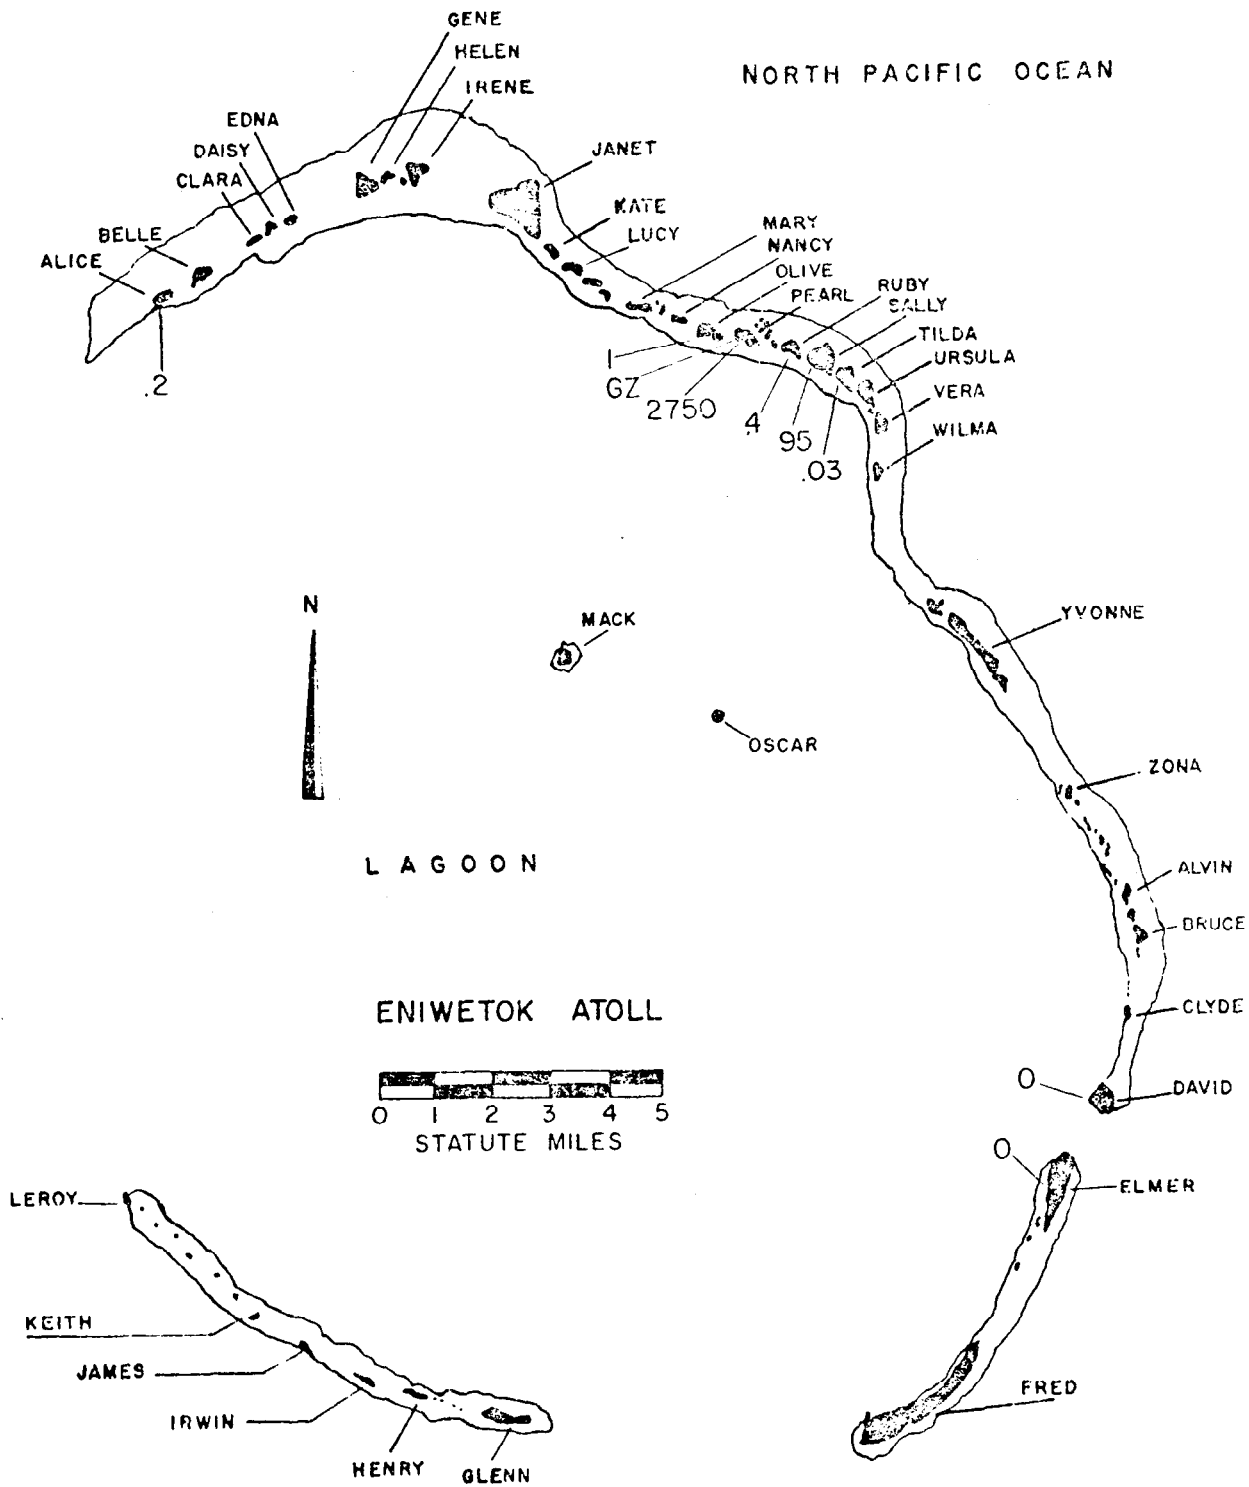 GENE
HELEN
IRENE
NORTH PACIFIC OCEAN
EDNA
DAISY
CLARA
BELLE
ALICE
JANET
KATE
LUCY
MARY
NANCY
OLIVE
PEARL
RUBY
SALLY
TILDA
URSULA
VERA
WILMA
.2
1
GZ
2750
.4
95
.03
N
MACK
YVONNE
OSCAR
ZONA
LAGOON
ALVIN
BRUCE
ENIWETOK ATOLL
CLYDE
0 1 2 3 4 5
STATUTE MILES
0
DAVID
0
ELMER
LEROY
KEITH
JAMES
IRWIN
HENRY
GLENN
FRED